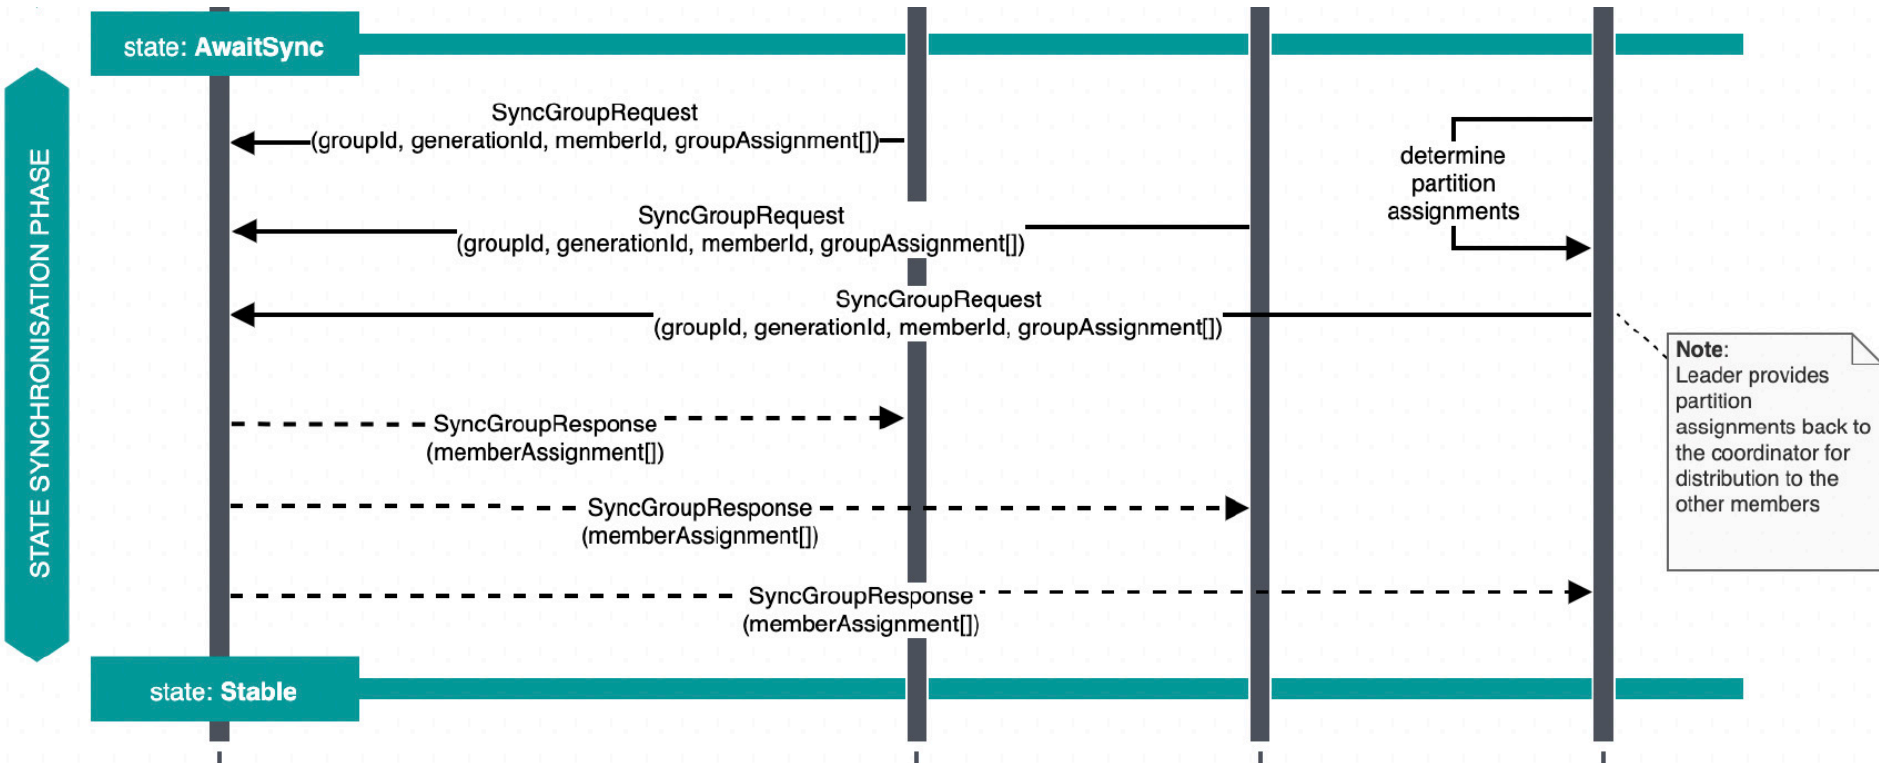 state: AwaitSync
STATE SYNCHRONISATION PHASE
SyncGroupRequest
(groupId, generationId, memberId, groupAssignment[])
determine
partition
assignments
SyncGroupRequest
(groupId, generationId, memberId, groupAssignment[])
SyncGroupRequest
(groupId, generationId, memberId, groupAssignment[])
Note:
Leader provides
partition
assignments back to
the coordinator for
distribution to the
other members
SyncGroupResponse
(memberAssignment[])
SyncGroupResponse
(memberAssignment[])
SyncGroupResponse
(memberAssignment[])
state: Stable